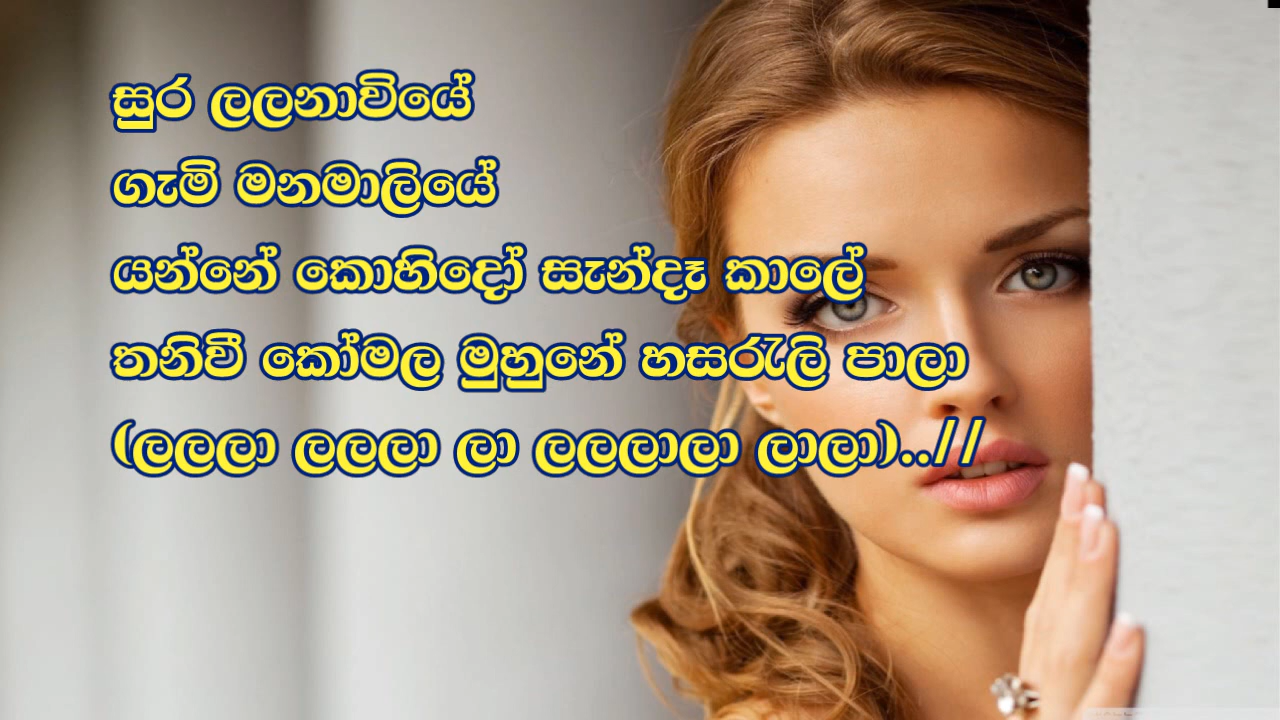 සුර ලලනාවියේ
ගැමි මනමාලියේ
යන්නේ කොහිදෝ සැන්දෑ කාලේ
තනිවී කෝමල මුහුනේ හසරැලි පාලා
(ලලලා ලලලා ලා ලලලාලා ලාලා)..//